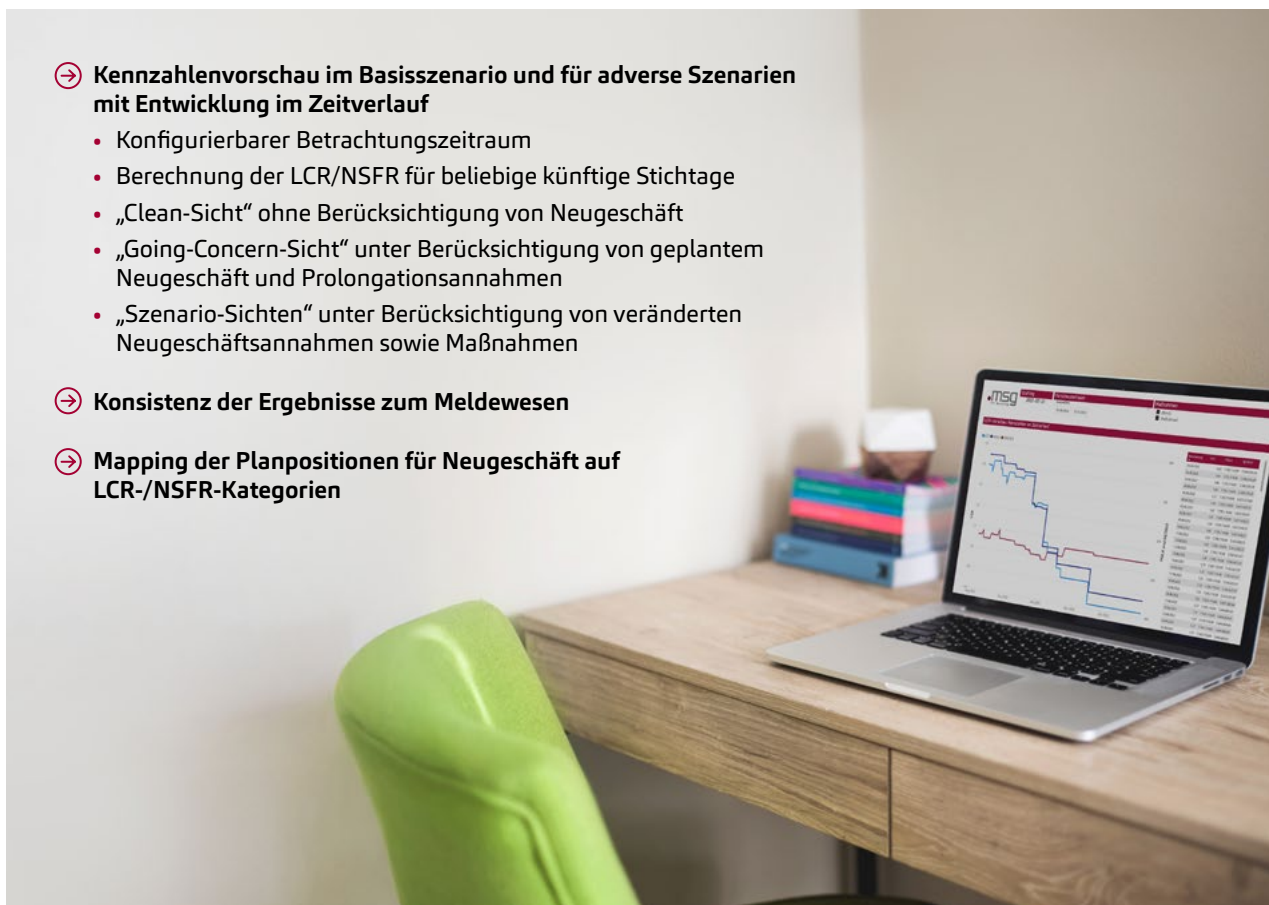 Kennzahlenvorschau im Basisszenario und für adverse Szenarien
mit Entwicklung im Zeitverlauf
• Konfigurierbarer Betrachtungszeitraum
• Berechnung der LCR/NSFR für beliebige künftige Stichtage
• „Clean-Sicht“ ohne Berücksichtigung von Neugeschäft
• „Going-Concern-Sicht“ unter Berücksichtigung von geplantem
Neugeschäft und Prolongationsannahmen
• „Szenario-Sichten“ unter Berücksichtigung von veränderten
Neugeschäftsannahmen sowie Maßnahmen
Konsistenz der Ergebnisse zum Meldewesen
Mapping der Planpositionen für Neugeschäft auf
LCR-/NSFR-Kategorien
.msg